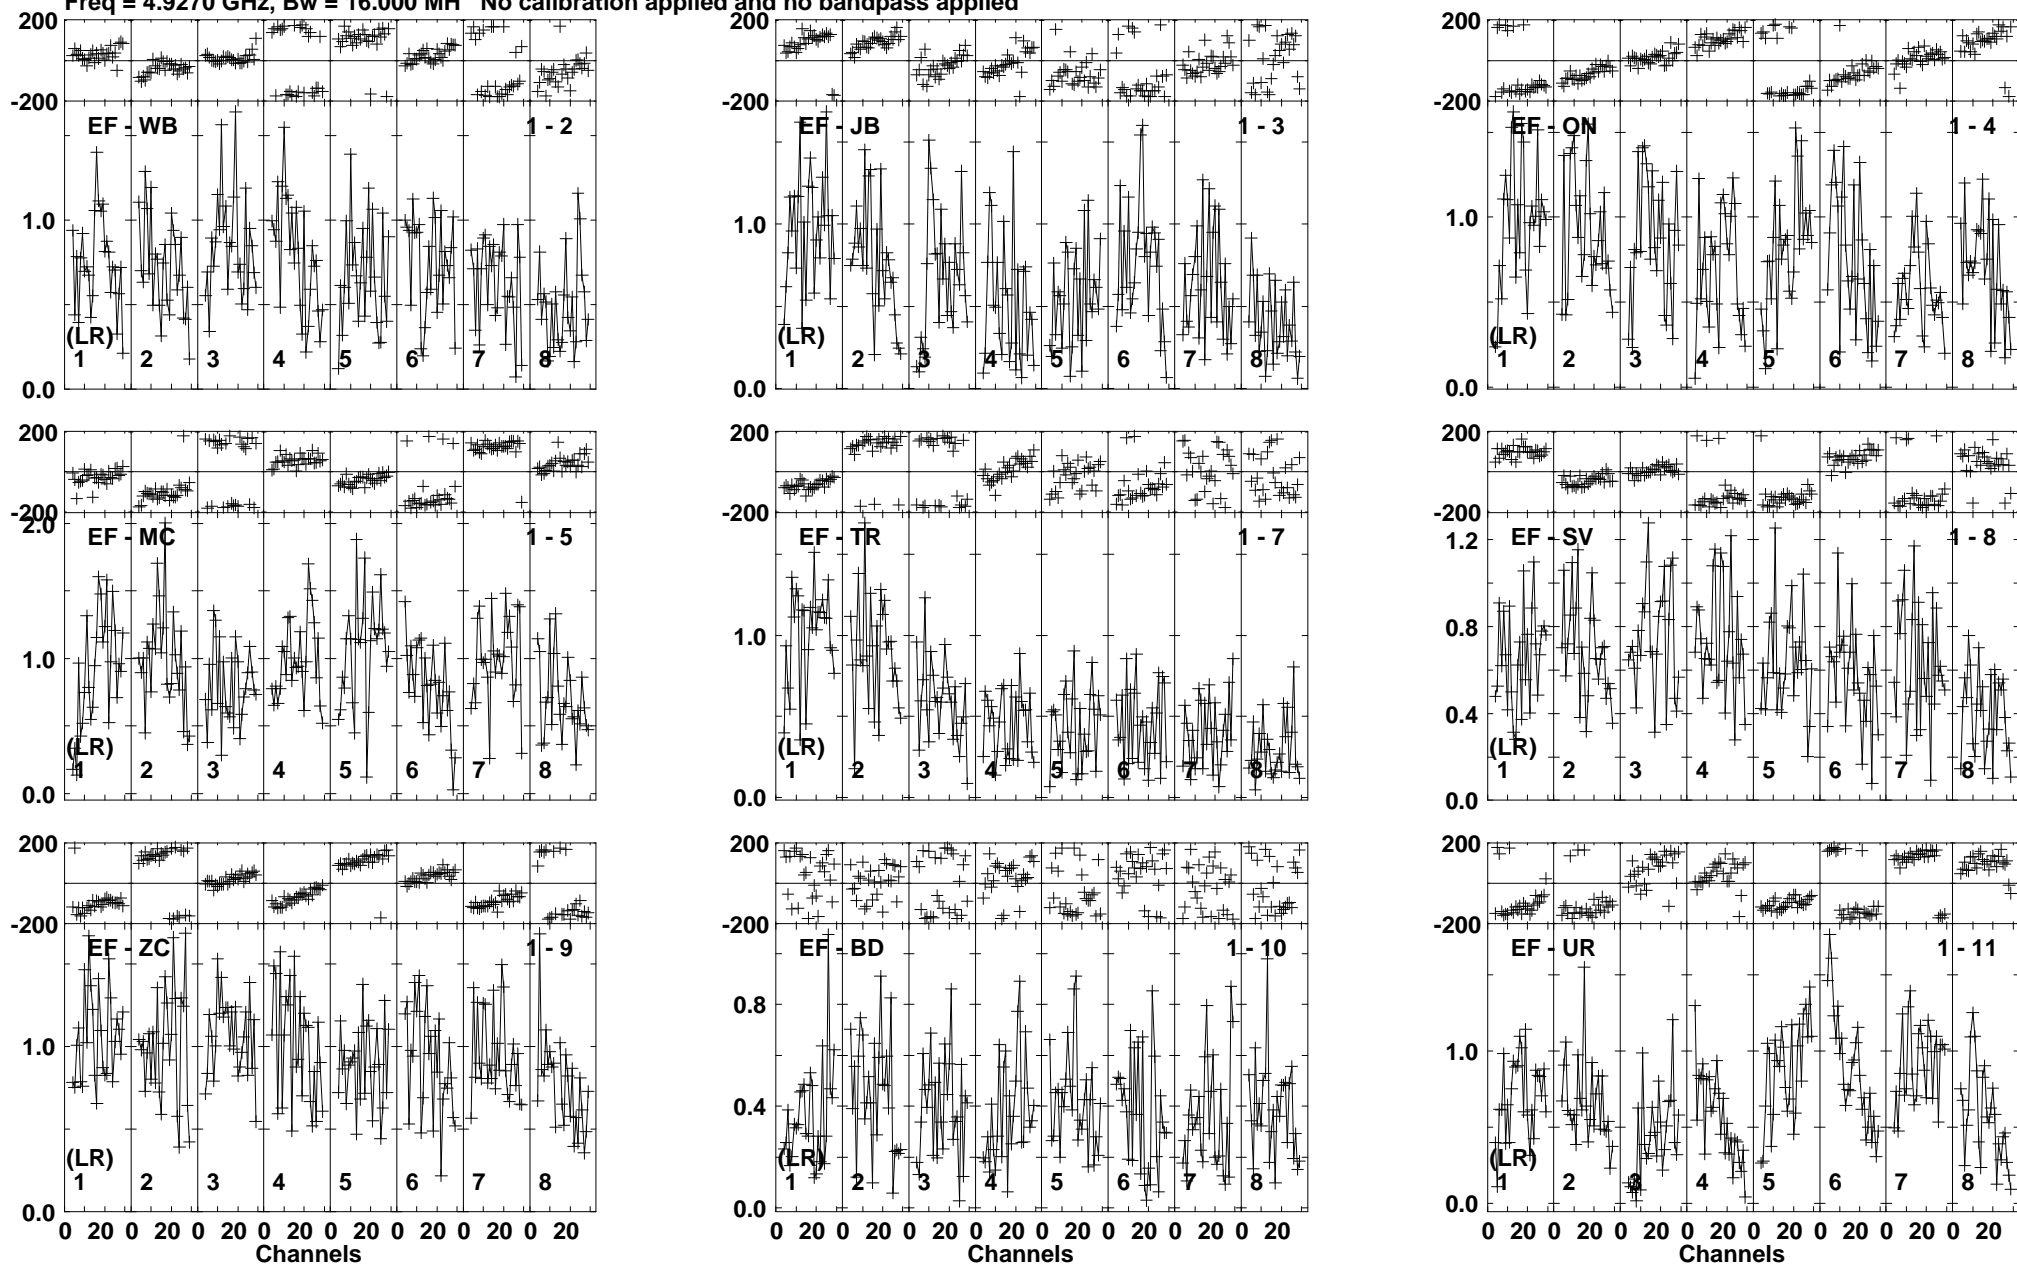 Freq = 4.9270 GHz, Bw = 16.000 MH No calibration applied and no bandpass applied
200 200 200
-200 -200 -200
EF - WB 1 - 2 EF - JB 1 - 3 EF - ON 1 - 4
1.0 1.0 1.0
(LR) (LR) (LR)
1 2 3 4 5 6 7 8 1 2 3 4 5 6 7 8 1 2 3 4 5 6 7 8
0.0 0.0 0.0
200 200 200
-200 -200 -200
2.0
EF - MC 1 - 5 EF - TR 1 - 7 EF - SV 1 - 8
1.2
1.0 1.0 0.8
0.4
(LR) (LR) (LR)
1 2 3 4 5 6 7 8 1 2 3 4 5 6 7 8 1 2 3 4 5 6 7 8
0.0 0.0 0.0
200 200 200
-200 -200 -200
EF - ZC 1 - 9 EF - BD 1 - 10 EF - UR 1 - 11
1.0 0.8 1.0
0.4
(LR) (LR) (LR)
1 2 3 4 5 6 7 8 1 2 3 4 5 6 7 8 1 2 3 4 5 6 7 8
0.0 0.0 0.0
0 20 0 20 0 20 0 20 0 20 0 20 0 20 0 20 0 20 0 20 0 20 0 20 0 20 0 20 0 20 0 20 0 20 0 20 0 20 0 20 0 20 0 20 0 20 0 20
Channels Channels Channels